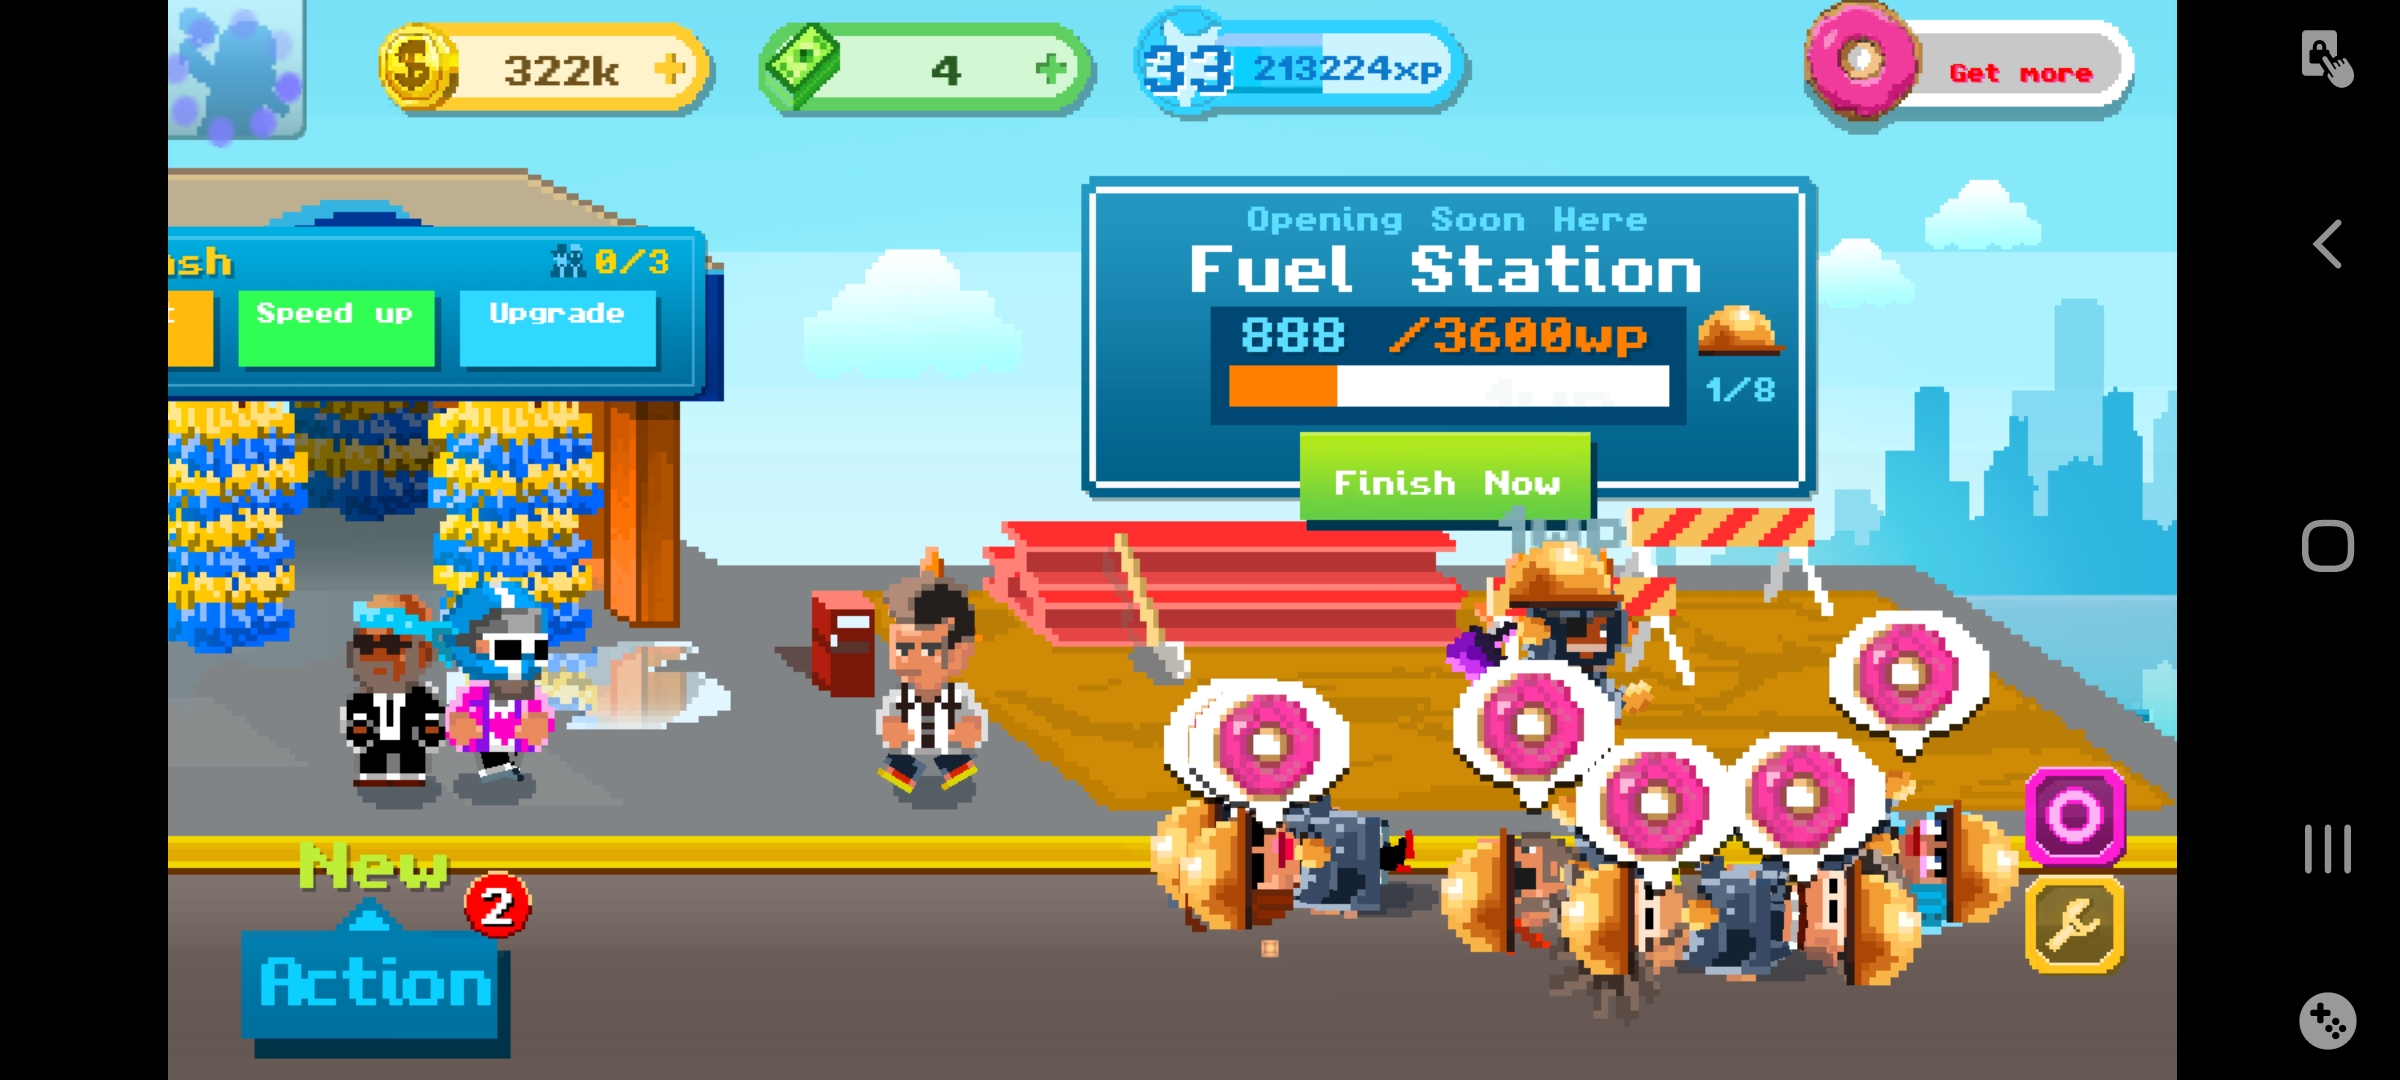 322k
4
33
213224xp
Get more
Opening Soon Here
Fuel Station
888 /3600wp
1/8
Finish Now
1wp
0/3
Speed up
Upgrade
New
2
Action